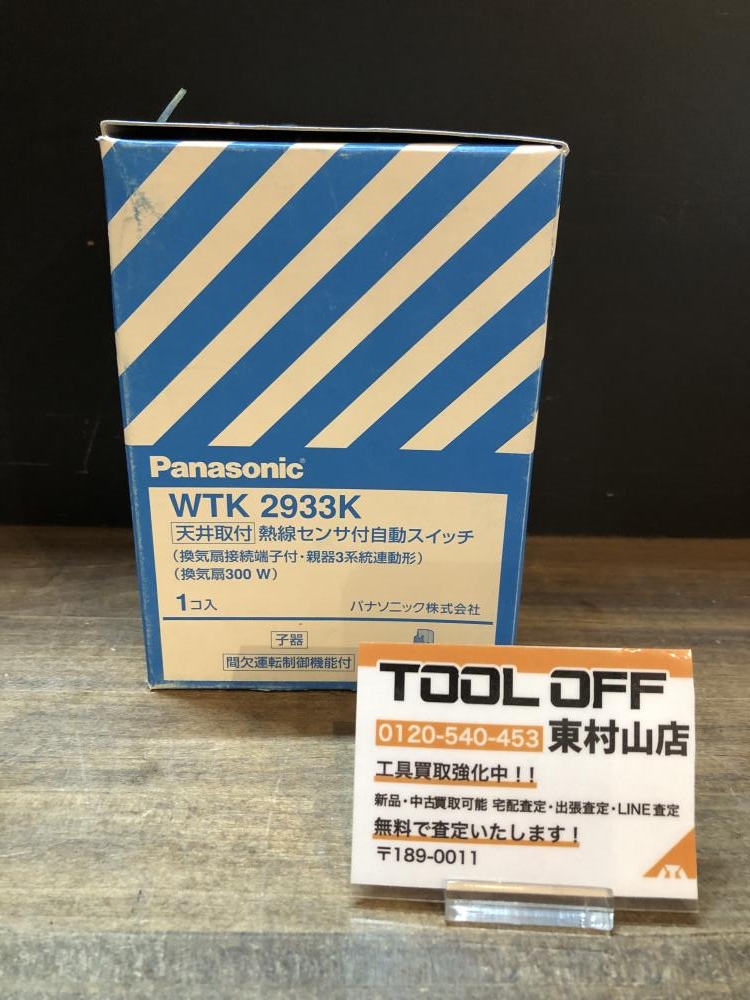 Panasonic
WTK 2933K
天井取付 熱線センサ付自動スイッチ
(換気扇接続端子付・親器3系統連動形)
(換気扇300 W)
1コ入 パナソニック株式会社
子器
間欠運転制御機能付
TOOL OFF
0120-540-453 東村山店
工具買取強化中！！
新品・中古買取可能 宅配査定・出張査定・LINE査定
無料で査定いたします！
〒189-0011